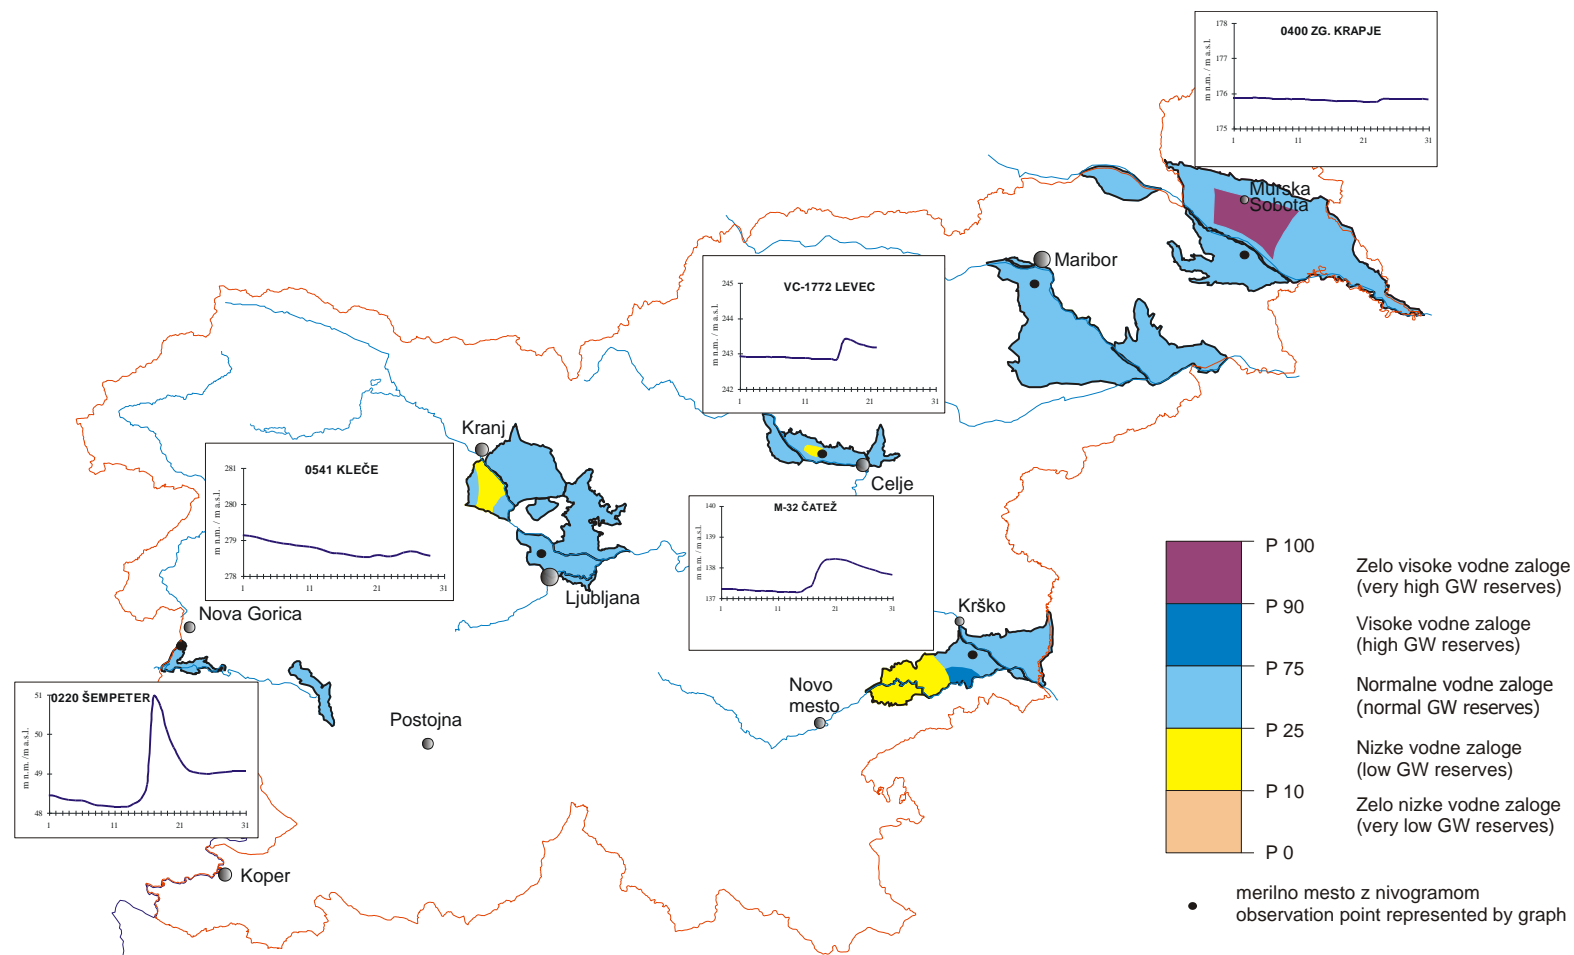 0400 ZG. KRAPJE
m n.m. / m a.s.l.
178
177
176
175
1 11 21 31
Murska
Sobota
Maribor
VC-1772 LEVEC
m n.m. / m a.s.l.
245
244
243
242
1 11 21 31
Kranj
Celje
0541 KLEČE
m n.m. / m a.s.l.
281
280
279
278
1 11 21 31
M-32 ČATEŽ
m n.m. / m a.s.l.
140
139
138
137
1 11 21 31
Ljubljana
Nova Gorica
Krško
Novo
mesto
0220 ŠEMPETER
m n.m. / m a.s.l.
51
50
49
48
1 11 21 31
Postojna
Koper
P 100
Zelo visoke vodne zaloge
(very high GW reserves)
P 90
Visoke vodne zaloge
(high GW reserves)
P 75
Normalne vodne zaloge
(normal GW reserves)
P 25
Nizke vodne zaloge
(low GW reserves)
P 10
Zelo nizke vodne zaloge
(very low GW reserves)
P 0
merilno mesto z nivogramom
observation point represented by graph